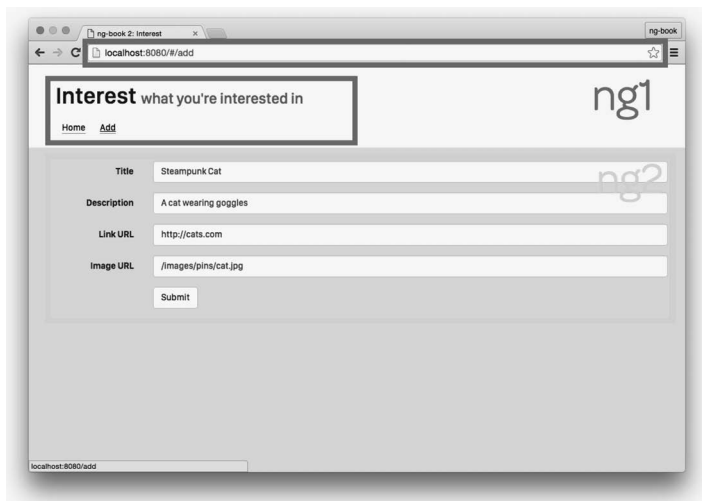 ng-book 2: Interest
ng-book
localhost:8080/#/add
Interest what you're interested in
ng1
Home Add
ng2
Title Steampunk Cat
Description A cat wearing goggles
Link URL http://cats.com
Image URL /images/pins/cat.jpg
Submit
localhost:8080/add